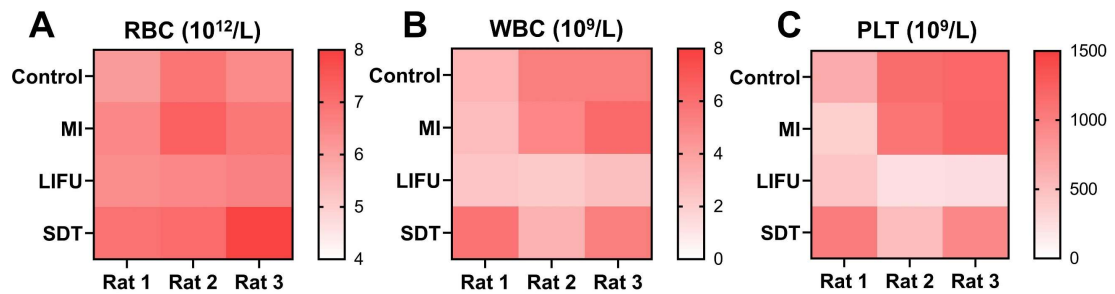 A
RBC (10¹²/L)
Control
MI
LIFU
SDT
Rat 1 Rat 2 Rat 3
8
7
6
5
4
B
WBC (10⁹/L)
Control
MI
LIFU
SDT
Rat 1 Rat 2 Rat 3
8
6
4
2
0
C
PLT (10⁹/L)
Control
MI
LIFU
SDT
Rat 1 Rat 2 Rat 3
1500
1000
500
0